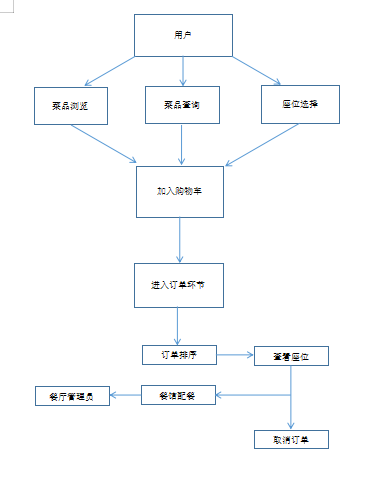 用户
菜品浏览
菜品查询
座位选择
加入购物车
进入订单环节
订单排序
查看座位
餐厅管理员
餐馆配餐
取消订单